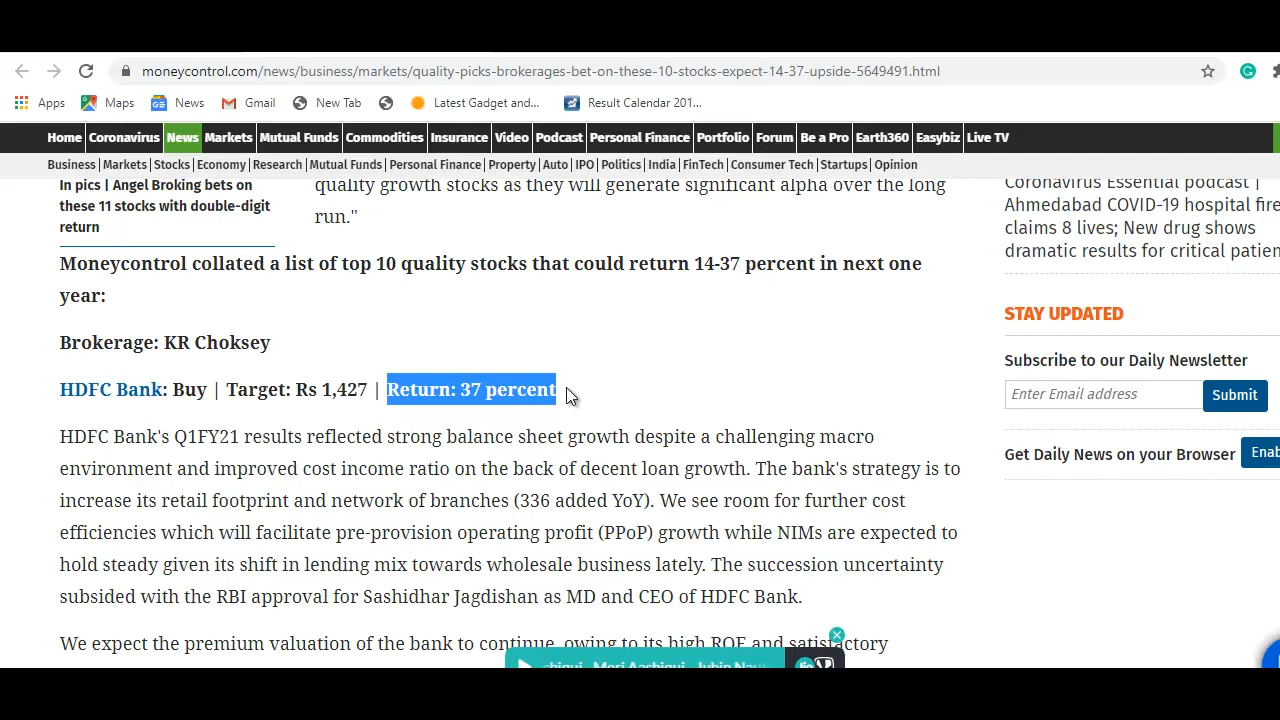 moneycontrol.com/news/business/markets/quality-picks-brokerages-bet-on-these-10-stocks-expect-14-37-upside-5649491.html
Apps Maps News Gmail New Tab Latest Gadget and... Result Calendar 201...
Home Coronavirus News Markets Mutual Funds Commodities Insurance Video Podcast Personal Finance Portfolio Forum Be a Pro Earth360 Easybiz Live TV
Business | Markets | Stocks | Economy | Research | Mutual Funds | Personal Finance | Property | Auto | IPO | Politics | India | FinTech | Consumer Tech | Startups | Opinion
In pics | Angel Broking bets on
these 11 stocks with double-digit
return
quality growth stocks as they will generate significant alpha over the long
run."
Moneycontrol collated a list of top 10 quality stocks that could return 14-37 percent in next one
year:
Brokerage: KR Choksey
HDFC Bank: Buy | Target: Rs 1,427 | Return: 37 percent
HDFC Bank's Q1FY21 results reflected strong balance sheet growth despite a challenging macro
environment and improved cost income ratio on the back of decent loan growth. The bank's strategy is to
increase its retail footprint and network of branches (336 added YoY). We see room for further cost
efficiencies which will facilitate pre-provision operating profit (PPoP) growth while NIMs are expected to
hold steady given its shift in lending mix towards wholesale business lately. The succession uncertainty
subsided with the RBI approval for Sashidhar Jagdishan as MD and CEO of HDFC Bank.
We expect the premium valuation of the bank to continue, owing to its high ROE and satisfactory
Coronavirus Essential podcast |
Ahmedabad COVID-19 hospital fire
claims 8 lives; New drug shows
dramatic results for critical patien
STAY UPDATED
Subscribe to our Daily Newsletter
Enter Email address Submit
Get Daily News on your Browser Enab